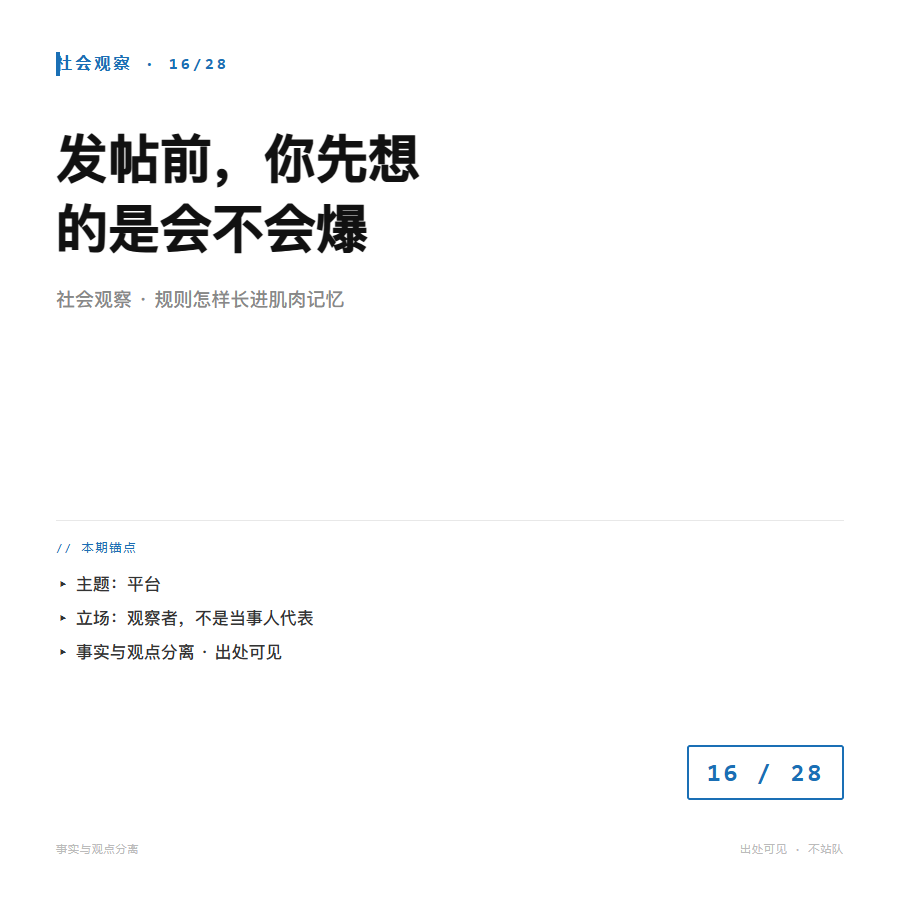 社会观察 · 16/28
发帖前，你先想
的是会不会爆
社会观察 · 规则怎样长进肌肉记忆
// 本期锚点
▸ 主题：平台
▸ 立场：观察者，不是当事人代表
▸ 事实与观点分离 · 出处可见
16 / 28
事实与观点分离
出处可见 · 不站队